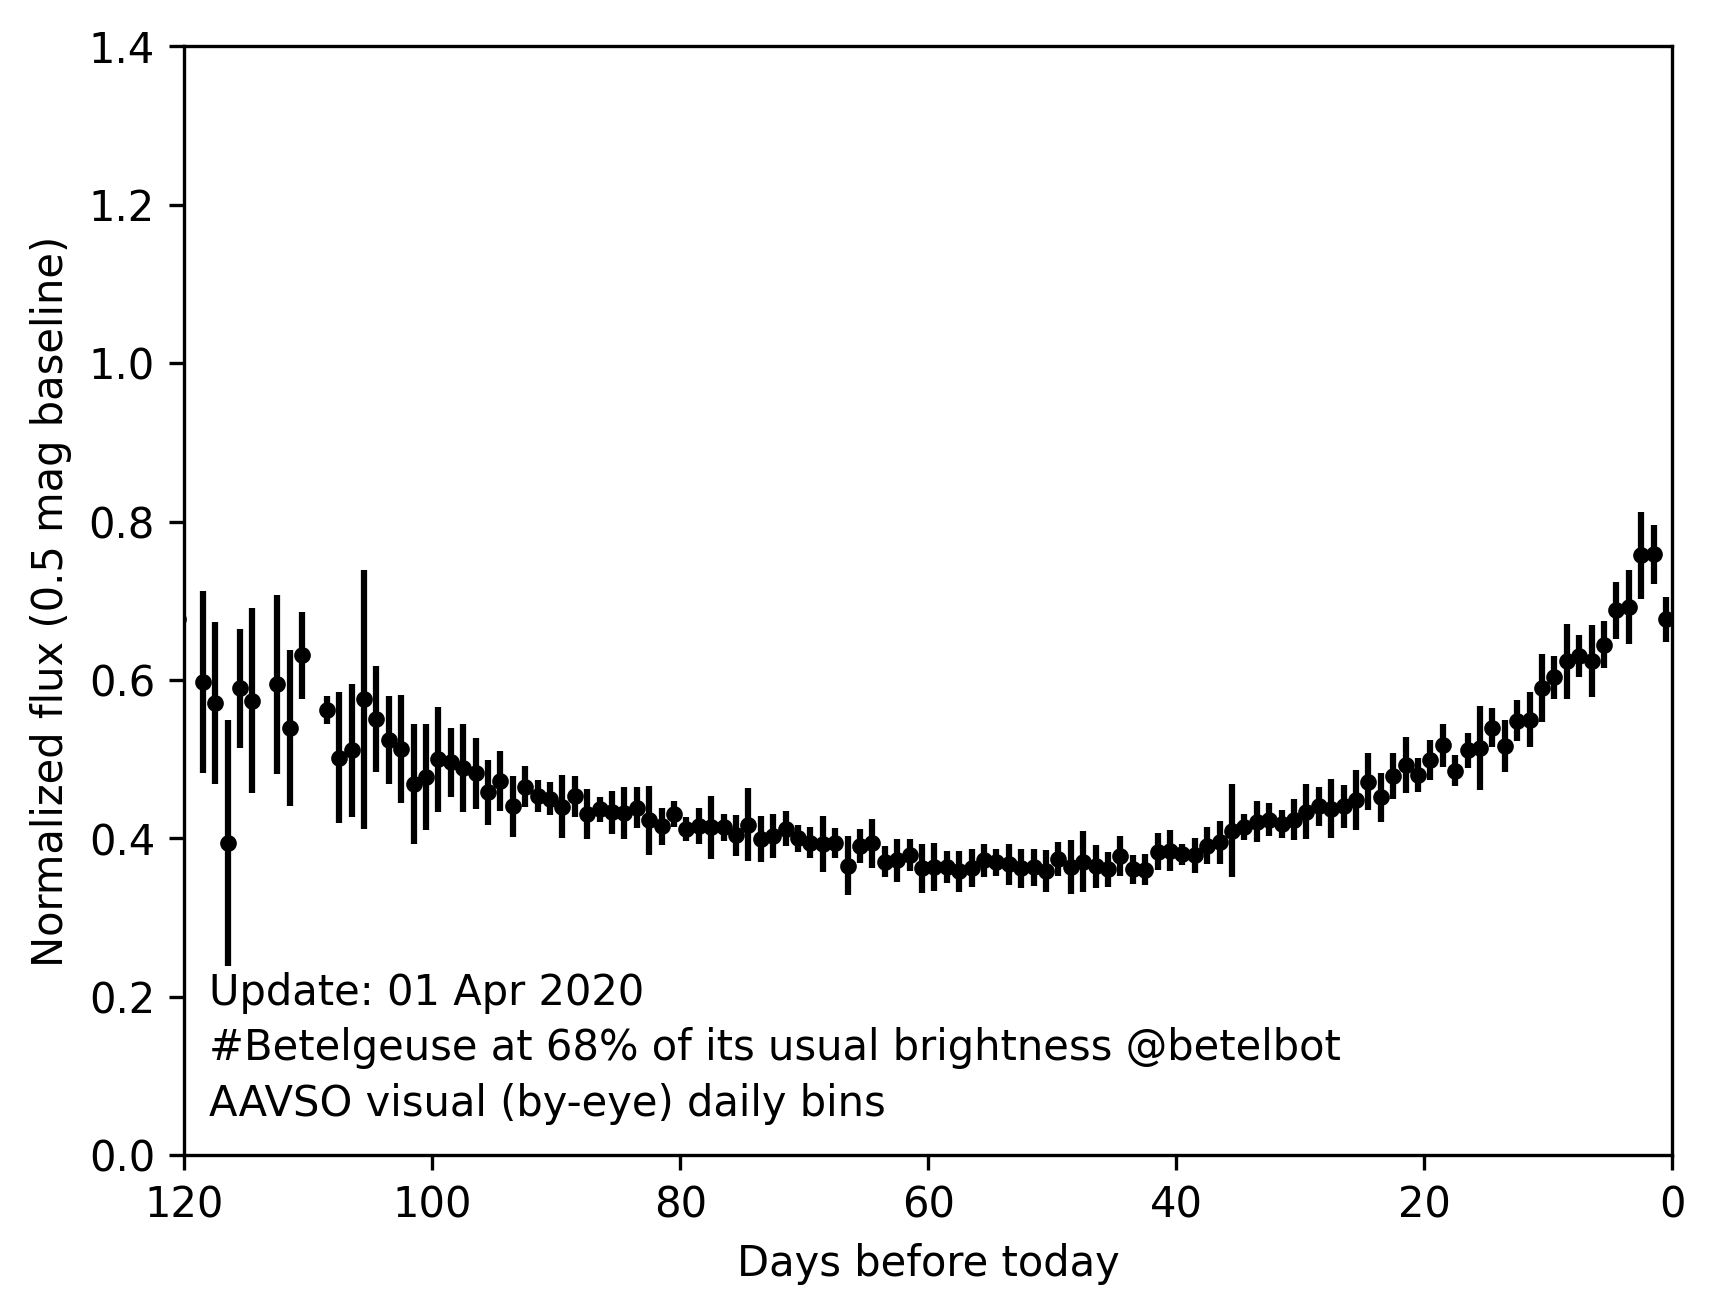 1.4
1.2
1.0
0.8
0.6
0.4
0.2
0.0
Normalized flux (0.5 mag baseline)
Update: 01 Apr 2020
#Betelgeuse at 68% of its usual brightness @betelbot
AAVSO visual (by-eye) daily bins
120 100 80 60 40 20 0
Days before today